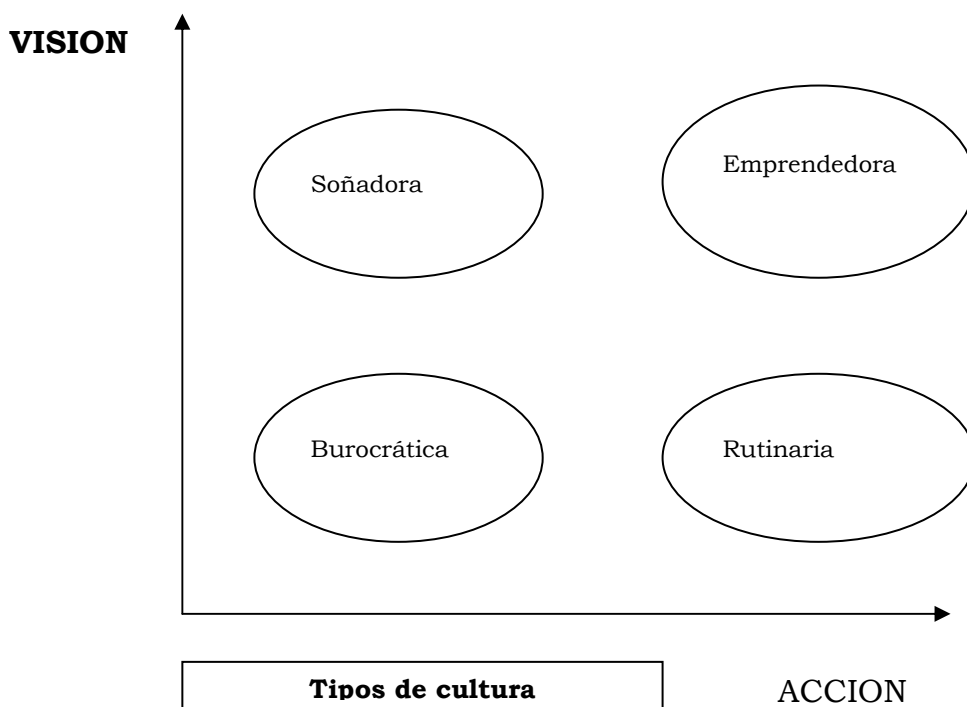 VISION
Soñadora
Emprendedora
Burocrática
Rutinaria
Tipos de cultura
ACCION